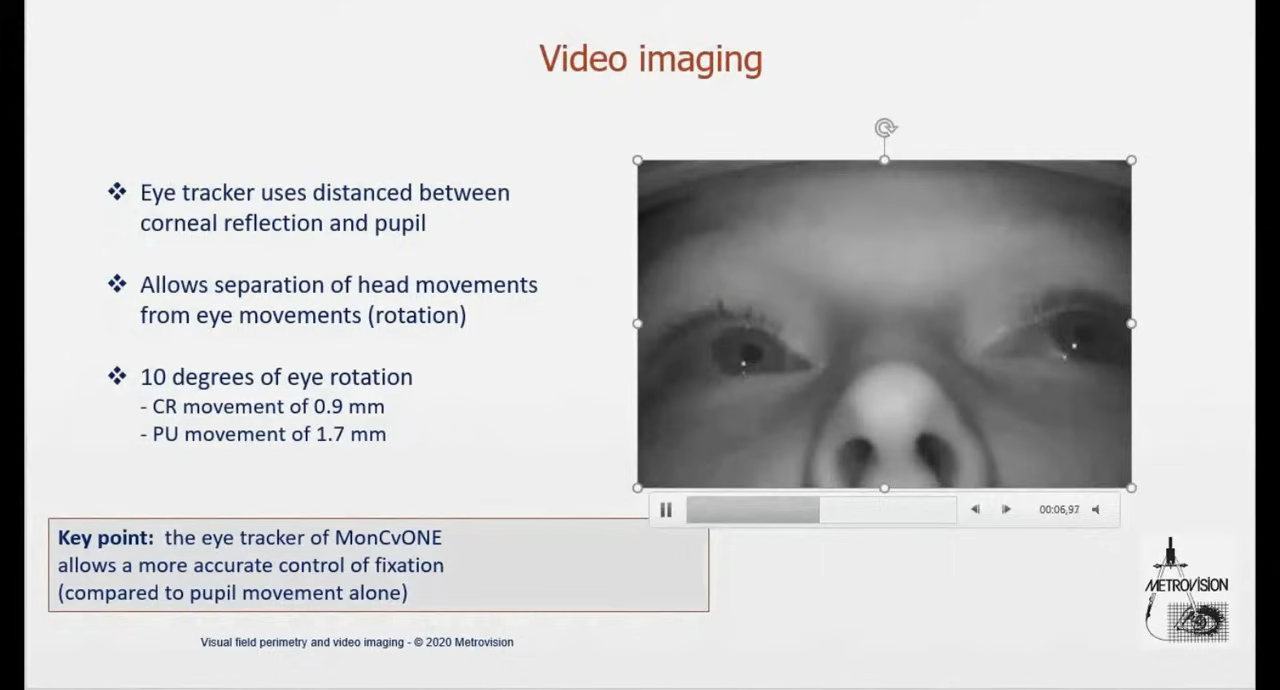 Video imaging
Eye tracker uses distanced between
corneal reflection and pupil
Allows separation of head movements
from eye movements (rotation)
10 degrees of eye rotation
- CR movement of 0.9 mm
- PU movement of 1.7 mm
00:06,97
Key point: the eye tracker of MonCvONE
allows a more accurate control of fixation
(compared to pupil movement alone)
METROVISION
Visual field perimetry and video imaging - © 2020 Metrovision